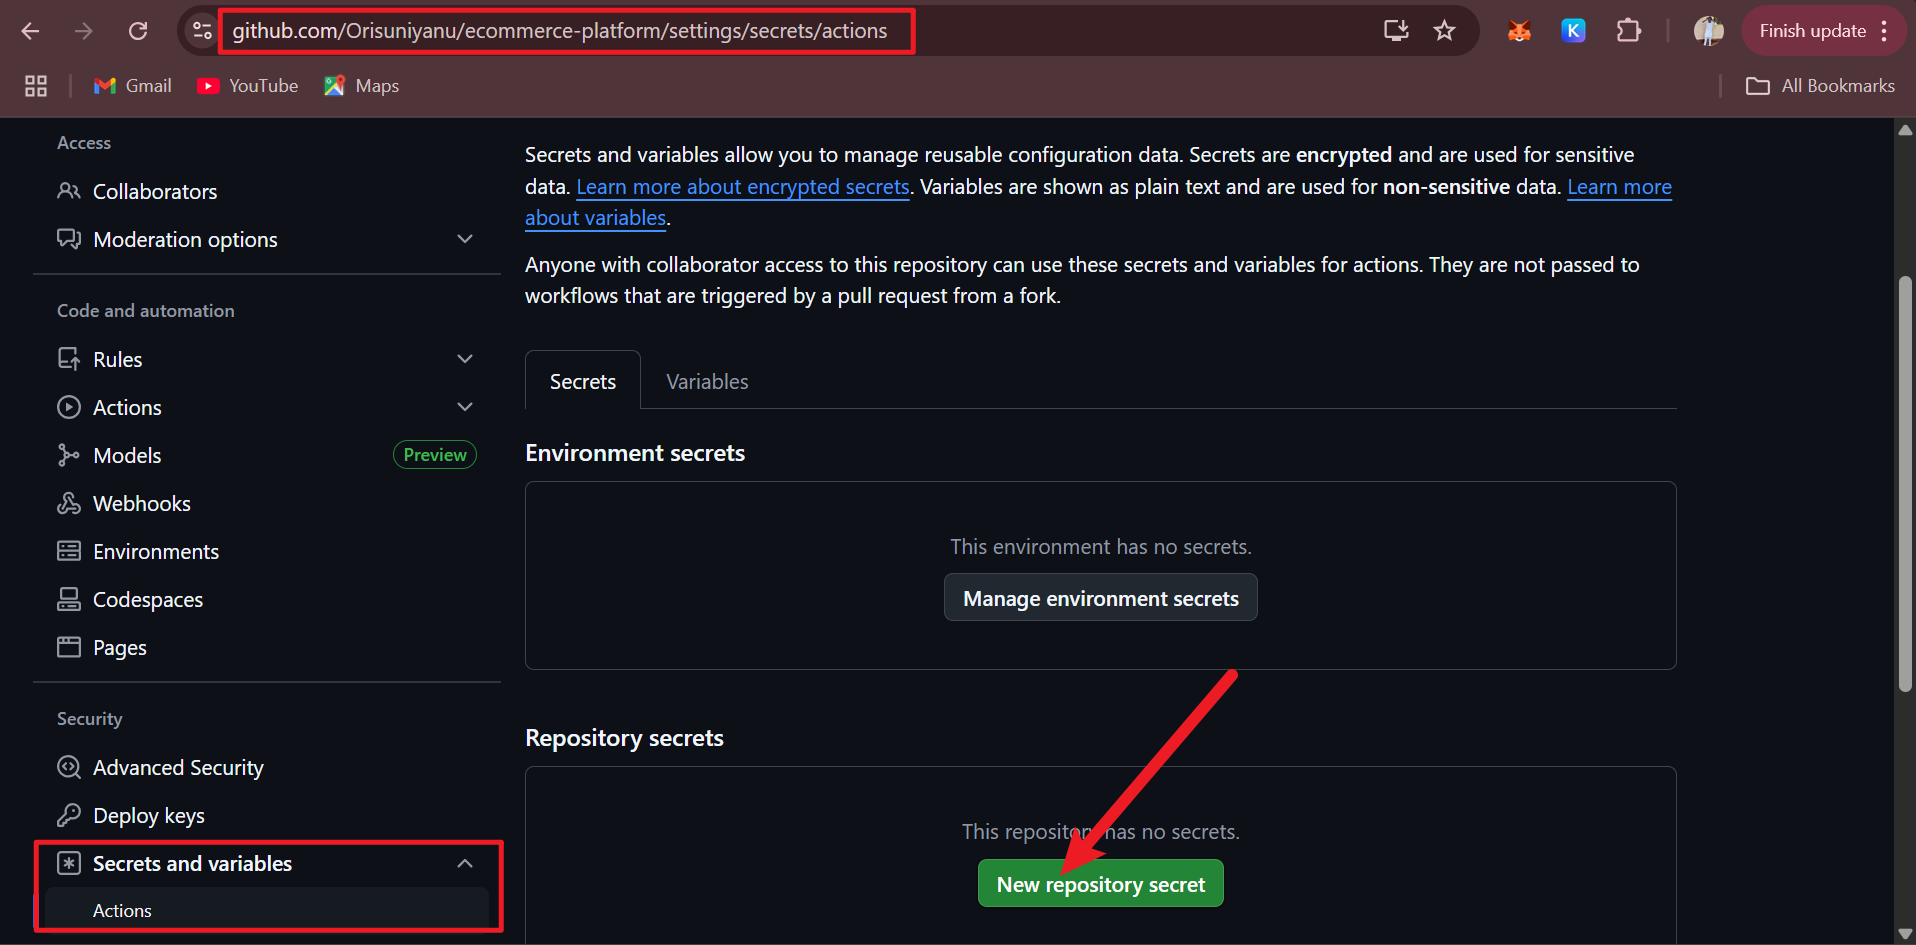 github.com/Orisuniyanu/ecommerce-platform/settings/secrets/actions
K
Finish update
Gmail
YouTube
Maps
All Bookmarks
Access
Collaborators
Moderation options
Code and automation
Rules
Actions
Models
Preview
Webhooks
Environments
Codespaces
Pages
Security
Advanced Security
Deploy keys
Secrets and variables
Actions
Secrets and variables allow you to manage reusable configuration data. Secrets are encrypted and are used for sensitive
data. Learn more about encrypted secrets. Variables are shown as plain text and are used for non-sensitive data. Learn more
about variables.
Anyone with collaborator access to this repository can use these secrets and variables for actions. They are not passed to
workflows that are triggered by a pull request from a fork.
Secrets
Variables
Environment secrets
This environment has no secrets.
Manage environment secrets
Repository secrets
This repository has no secrets.
New repository secret